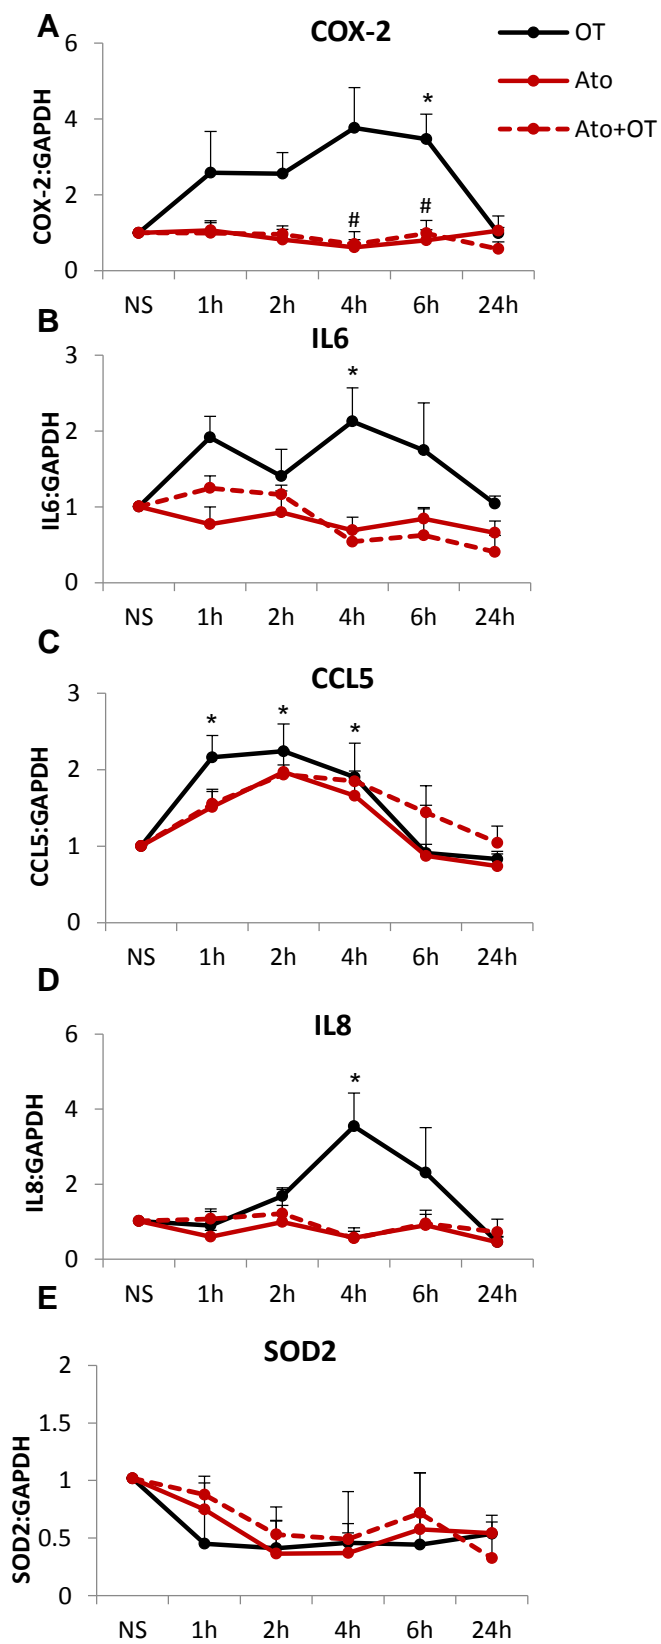 A
COX-2
OT
Ato
Ato+OT
COX-2:GAPDH
6
4
2
0
*
# #
NS 1h 2h 4h 6h 24h
B
IL6
IL6:GAPDH
3
2
1
0
*
NS 1h 2h 4h 6h 24h
C
CCL5
CCL5:GAPDH
3
2
1
0
* * *
NS 1h 2h 4h 6h 24h
D
IL8
IL8:GAPDH
6
4
2
0
*
NS 1h 2h 4h 6h 24h
E
SOD2
SOD2:GAPDH
2
1.5
1
0.5
0
NS 1h 2h 4h 6h 24h